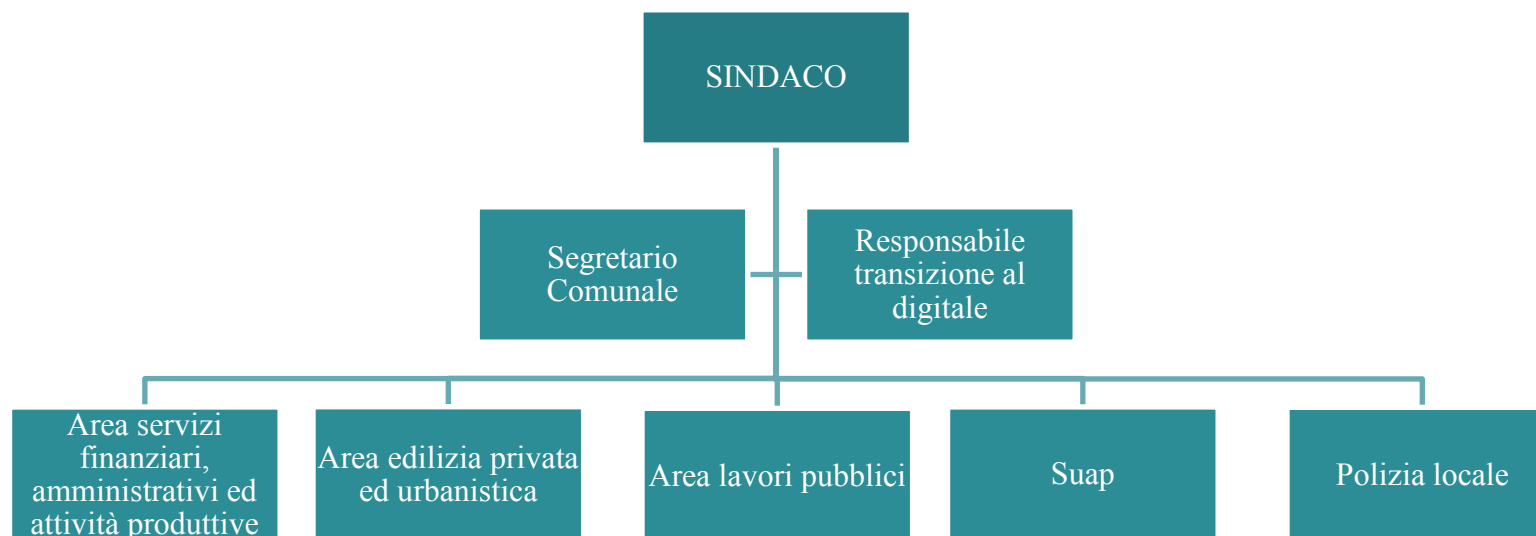 SINDACO
Segretario
Comunale
Responsabile
transizione al
digitale
Area servizi
finanziari,
amministrativi ed
attività produttive
Area edilizia privata
ed urbanistica
Area lavori pubblici
Suap
Polizia locale